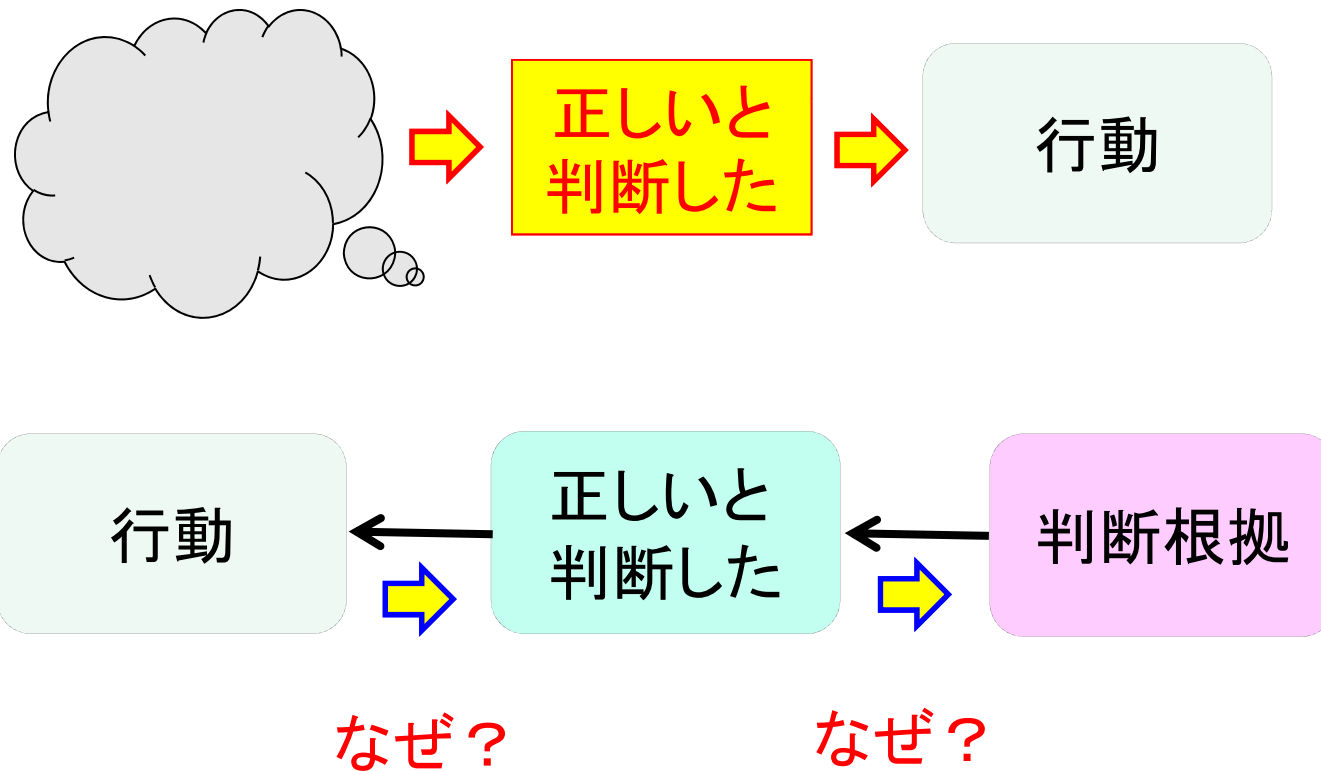 正しいと
判断した
行動
行動
正しいと
判断した
判断根拠
なぜ？
なぜ？